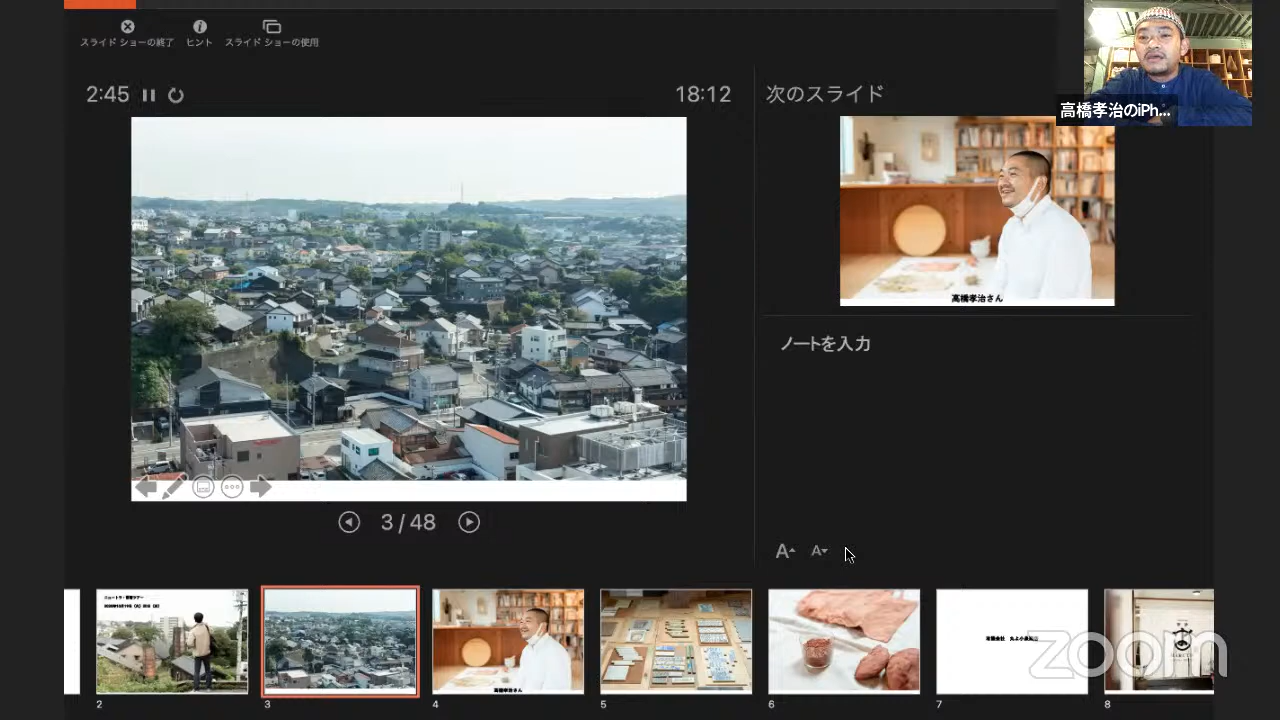 スライド ショーの終了
ヒント
スライド ショーの使用
2:45
18:12
次のスライド
高橋孝治のiPh...
高橋孝治さん
ノートを入力
3 / 48
A
A
高橋孝治さん
2
3
4
5
6
7
8
zoom